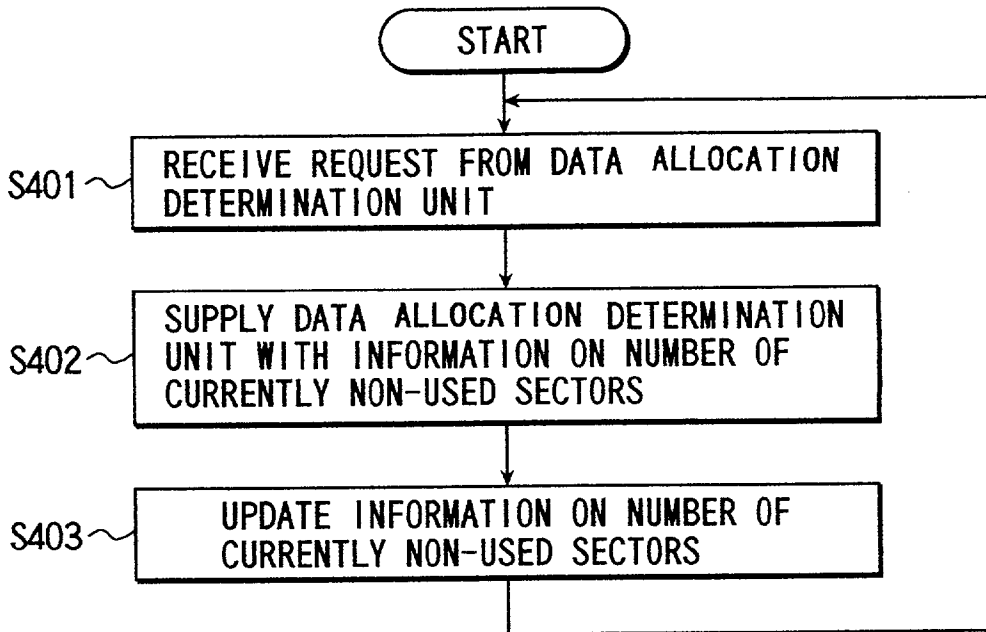 START
S401
RECEIVE REQUEST FROM DATA ALLOCATION
DETERMINATION UNIT
S402
SUPPLY DATA ALLOCATION DETERMINATION
UNIT WITH INFORMATION ON NUMBER OF
CURRENTLY NON-USED SECTORS
S403
UPDATE INFORMATION ON NUMBER OF
CURRENTLY NON-USED SECTORS